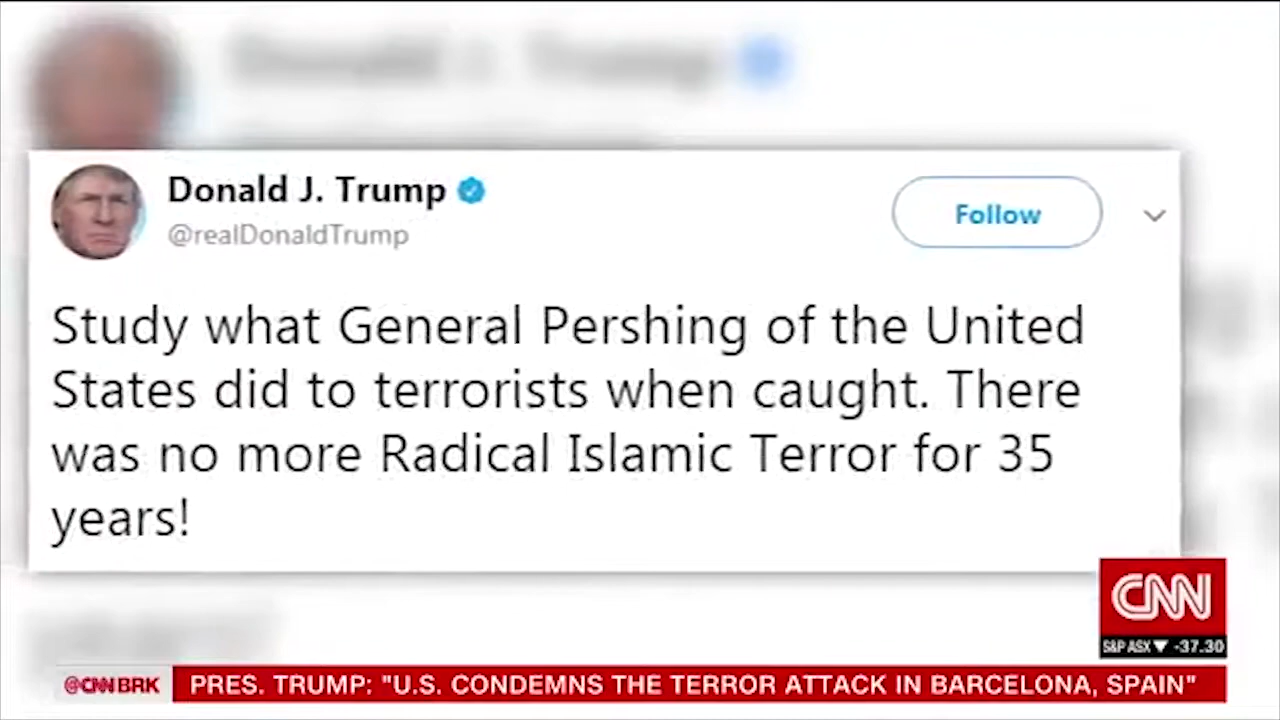 Donald J. Trump
@realDonaldTrump
Follow
Study what General Pershing of the United
States did to terrorists when caught. There
was no more Radical Islamic Terror for 35
years!
CNN
S&P ASX ▼ -37.30
@CNNBRK
PRES. TRUMP: "U.S. CONDEMNS THE TERROR ATTACK IN BARCELONA, SPAIN"